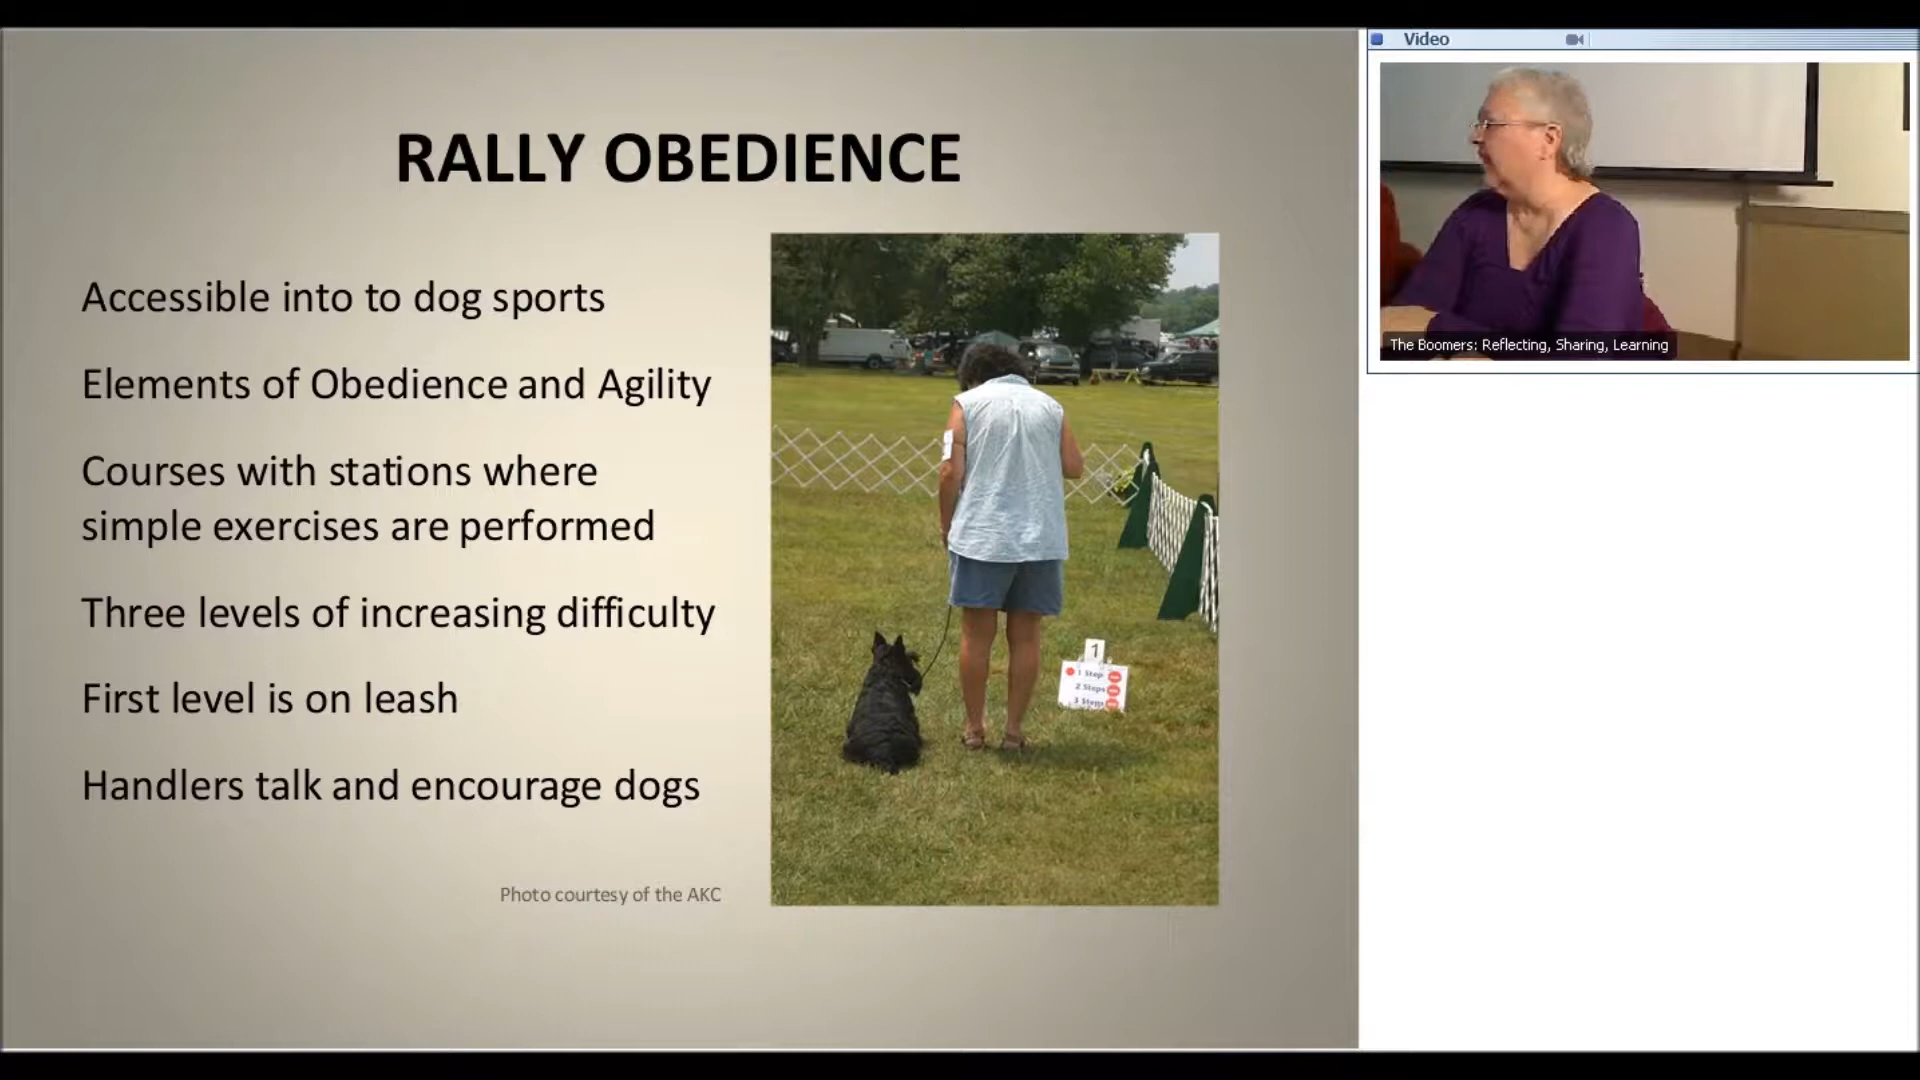 RALLY OBEDIENCE
Accessible into to dog sports
Elements of Obedience and Agility
Courses with stations where
simple exercises are performed
Three levels of increasing difficulty
First level is on leash
Handlers talk and encourage dogs
Photo courtesy of the AKC
1
1 Step
2 Steps
3 Steps
Video
The Boomers: Reflecting, Sharing, Learning